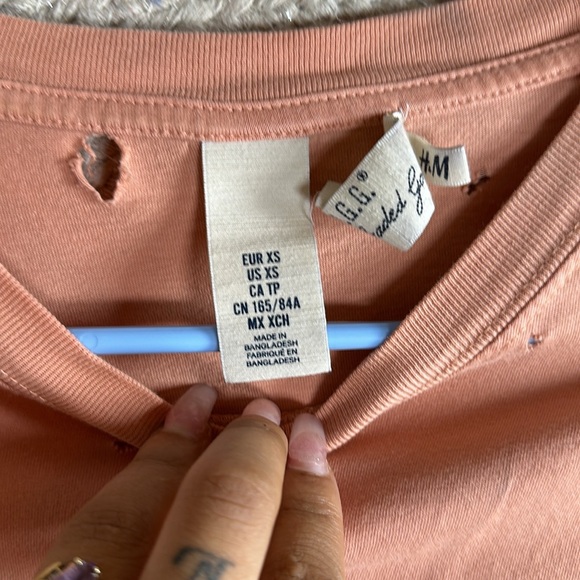 G.G.®
H&M
EUR XS
US XS
CA TP
CN 165/84A
MX XCH
MADE IN
BANGLADESH
FABRIQUÉ EN
BANGLADESH